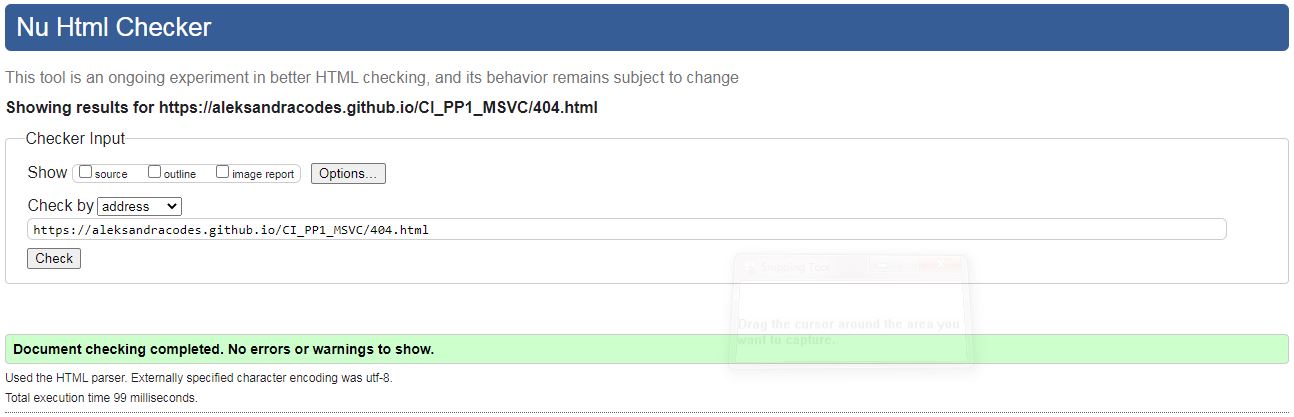 Nu Html Checker
This tool is an ongoing experiment in better HTML checking, and its behavior remains subject to change
Showing results for https://aleksandracodes.github.io/CI_PP1_MSVC/404.html
Checker Input
Show source outline image report Options...
Check by address
https://aleksandracodes.github.io/CI_PP1_MSVC/404.html
Check
Snipping Tool
Drag the cursor around the area you
want to capture.
Document checking completed. No errors or warnings to show.
Used the HTML parser. Externally specified character encoding was utf-8.
Total execution time 99 milliseconds.